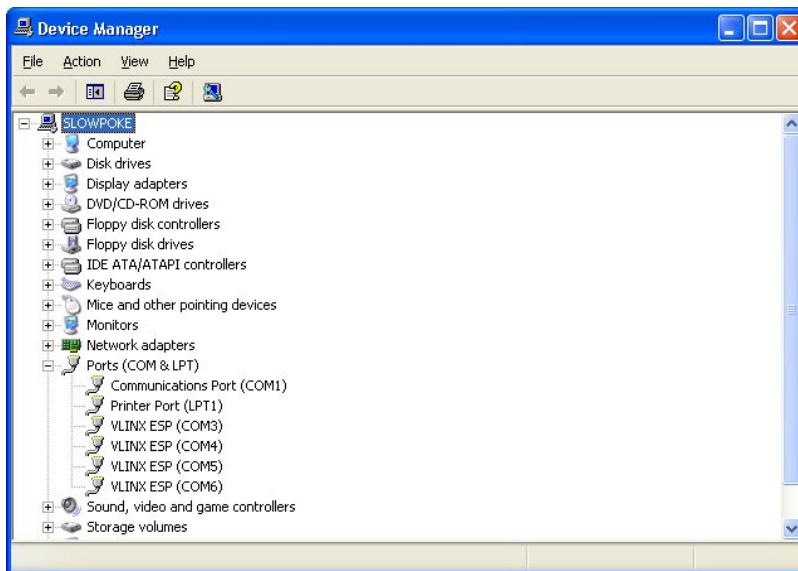 Device Manager
File Action View Help
SLOWPOKE
Computer
Disk drives
Display adapters
DVD/CD-ROM drives
Floppy disk controllers
Floppy disk drives
IDE ATA/ATAPI controllers
Keyboards
Mice and other pointing devices
Monitors
Network adapters
Ports (COM & LPT)
Communications Port (COM1)
Printer Port (LPT1)
VLINX ESP (COM3)
VLINX ESP (COM4)
VLINX ESP (COM5)
VLINX ESP (COM6)
Sound, video and game controllers
Storage volumes